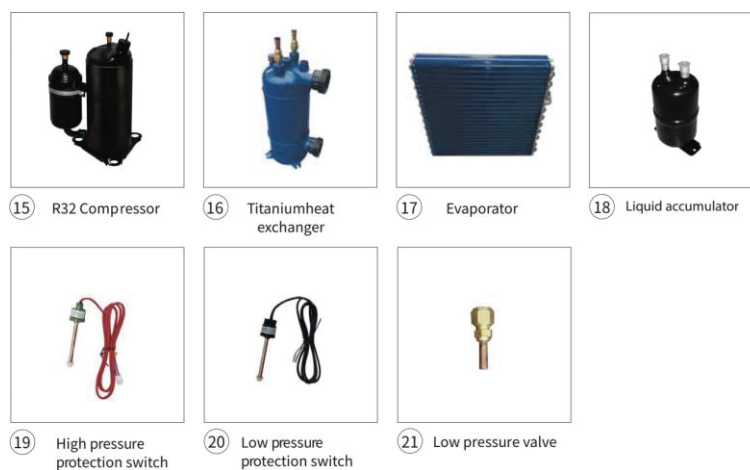 15 R32 Compressor
16 Titaniumheat
exchanger
17 Evaporator
18 Liquid accumulator
19 High pressure
protection switch
20 Low pressure
protection switch
21 Low pressure valve